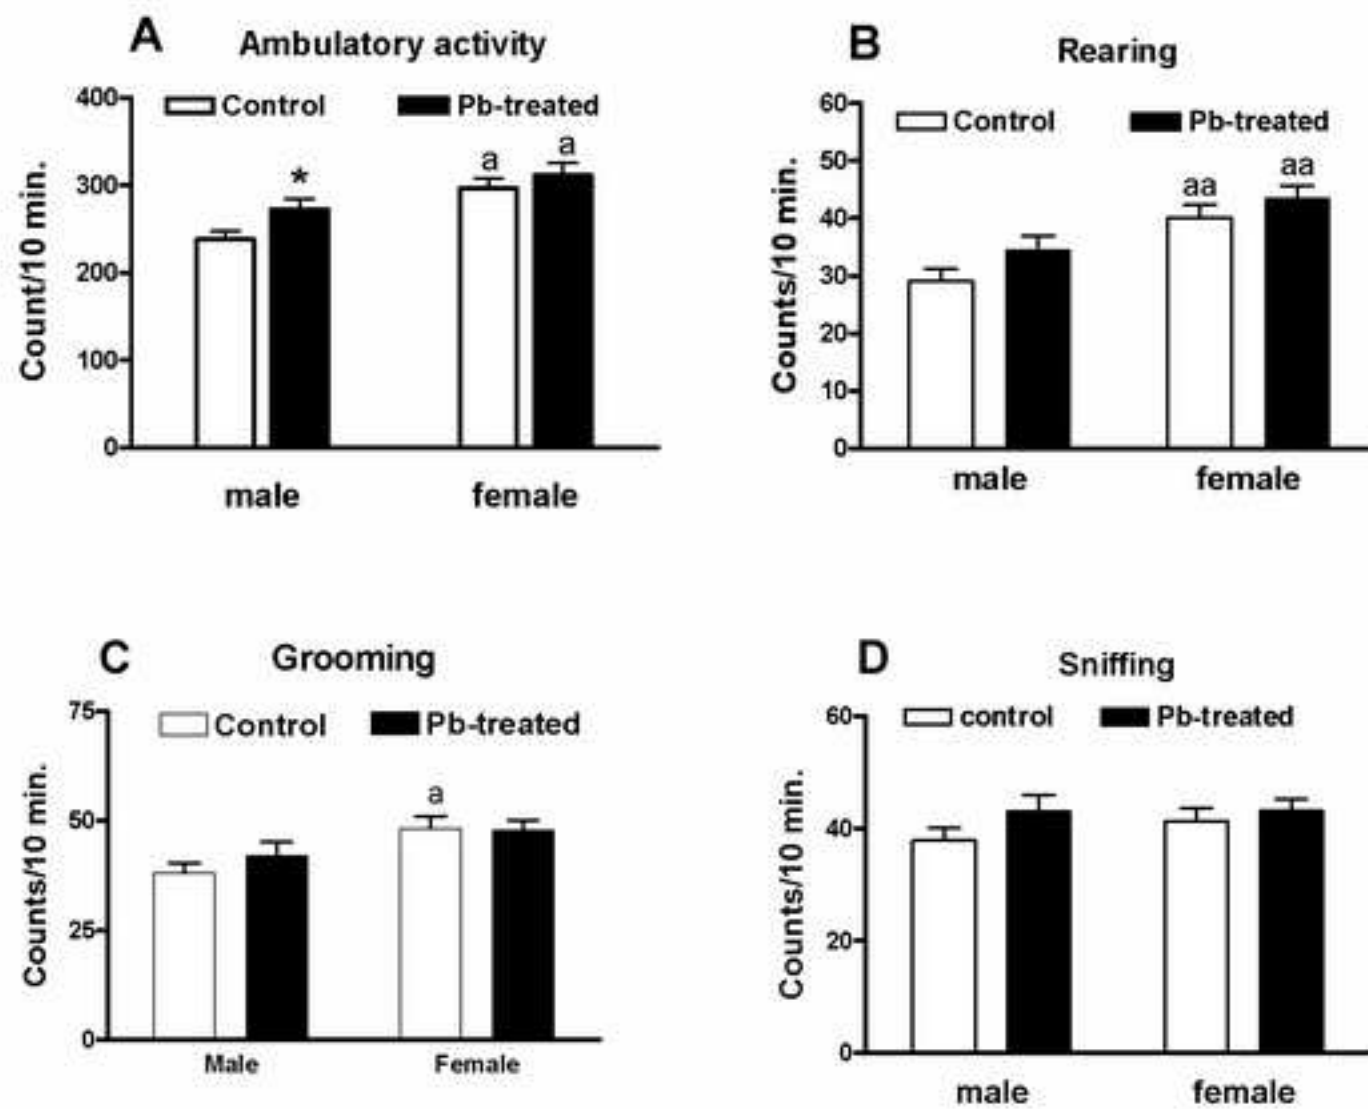 A
Ambulatory activity
Control
Pb-treated
Count/10 min.
400
300
200
100
0
*
a
a
male
female
B
Rearing
Control
Pb-treated
Counts/10 min.
60
50
40
30
20
10
0
aa
aa
male
female
C
Grooming
Control
Pb-treated
Counts/10 min.
75
50
25
0
a
Male
Female
D
Sniffing
control
Pb-treated
Counts/10 min.
60
40
20
0
male
female